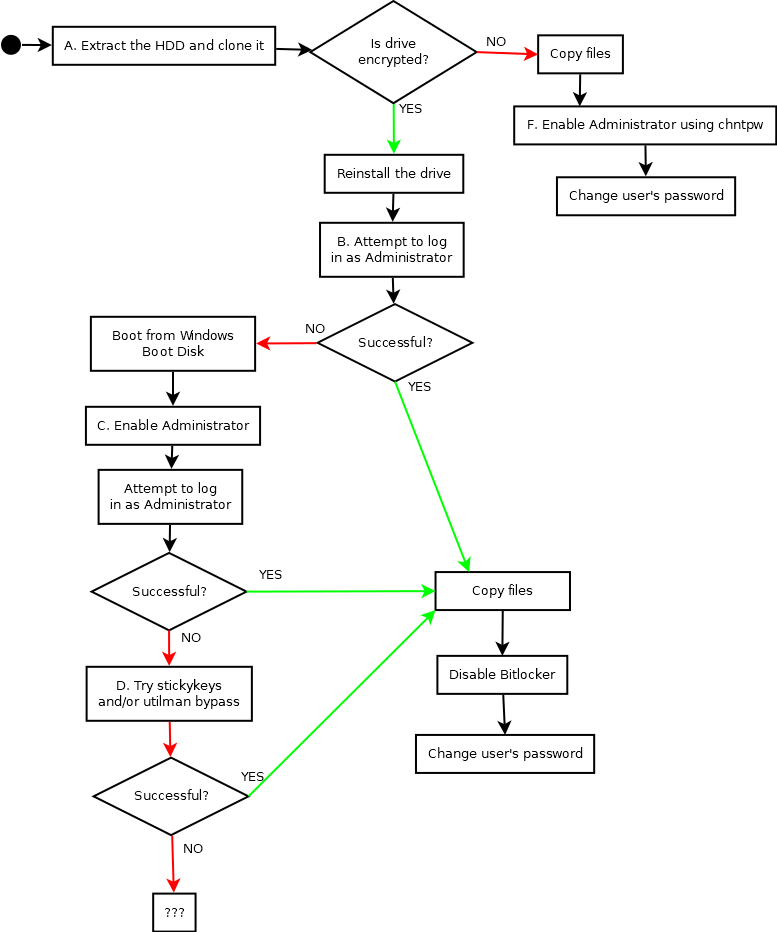 A. Extract the HDD and clone it
Is drive
encrypted?
NO
Copy files
F. Enable Administrator using chntpw
Change user's password
YES
Reinstall the drive
B. Attempt to log
in as Administrator
Successful?
NO
YES
Boot from Windows
Boot Disk
C. Enable Administrator
Attempt to log
in as Administrator
Successful?
YES
NO
Copy files
Disable Bitlocker
Change user's password
D. Try stickykeys
and/or utilman bypass
Successful?
YES
NO
???